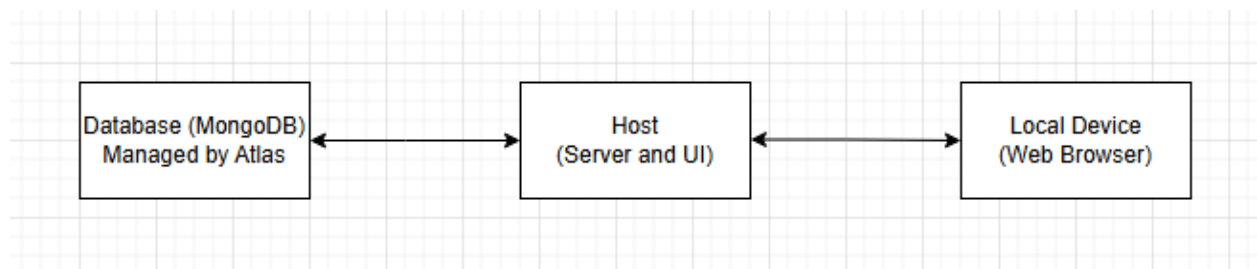 Database (MongoDB)
Managed by Atlas
Host
(Server and UI)
Local Device
(Web Browser)